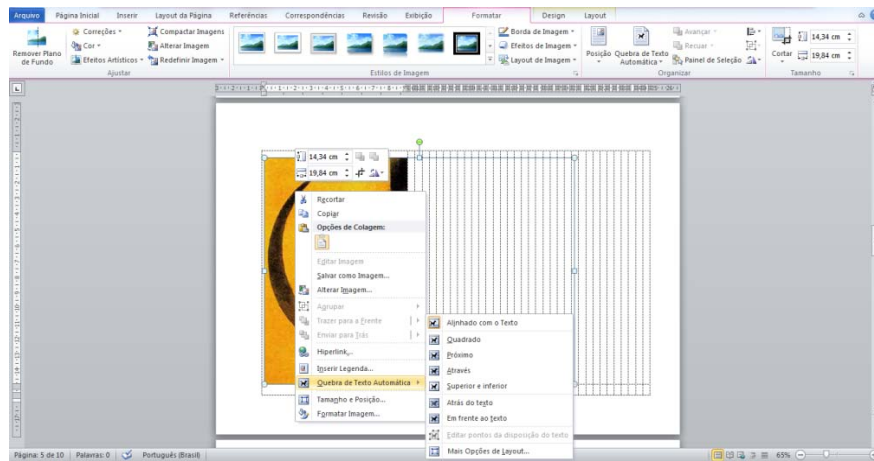 Arquivo Página Inicial Inserir Layout da Página Referências Correspondências Revisão Exibição Formatar Design Layout
Remover Plano de Fundo
Correções
Cor
Efeitos Artísticos
Compactar Imagens
Alterar Imagem
Redefinir Imagem
Ajustar
Estilos de Imagem
Borda de Imagem
Efeitos de Imagem
Layout de Imagem
Posição
Quebra de Texto Automática
Avançar
Recuar
Painel de Seleção
Organizar
Cortar
14,34 cm
19,84 cm
Tamanho
14,34 cm
19,84 cm
Recortar
Copiar
Opções de Colagem:
Editar Imagem
Salvar como Imagem...
Alterar Imagem...
Agrupar
Trazer para a Frente
Enviar para Trás
Hiperlink...
Inserir Legenda...
Quebra de Texto Automática
Tamanho e Posição...
Formatar Imagem...
Alinhado com o Texto
Quadrado
Próximo
Através
Superior e inferior
Atrás do texto
Em frente ao texto
Editar pontos da disposição do texto
Mais Opções de Layout...
Página: 5 de 10 Palavras: 0 Português (Brasil) 65%